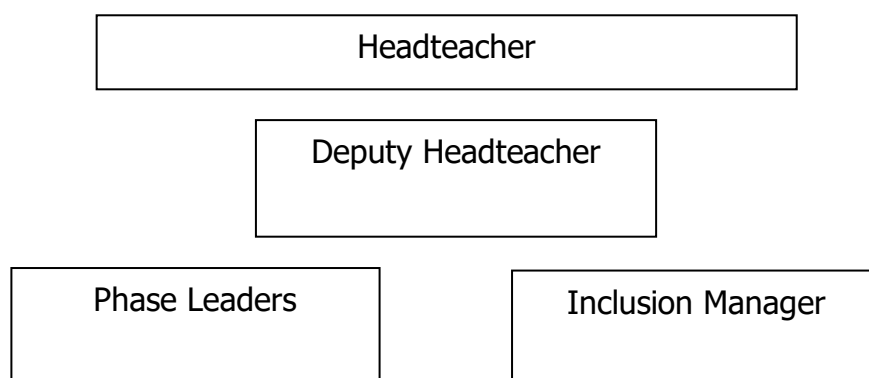 Headteacher
Deputy Headteacher
Phase Leaders
Inclusion Manager